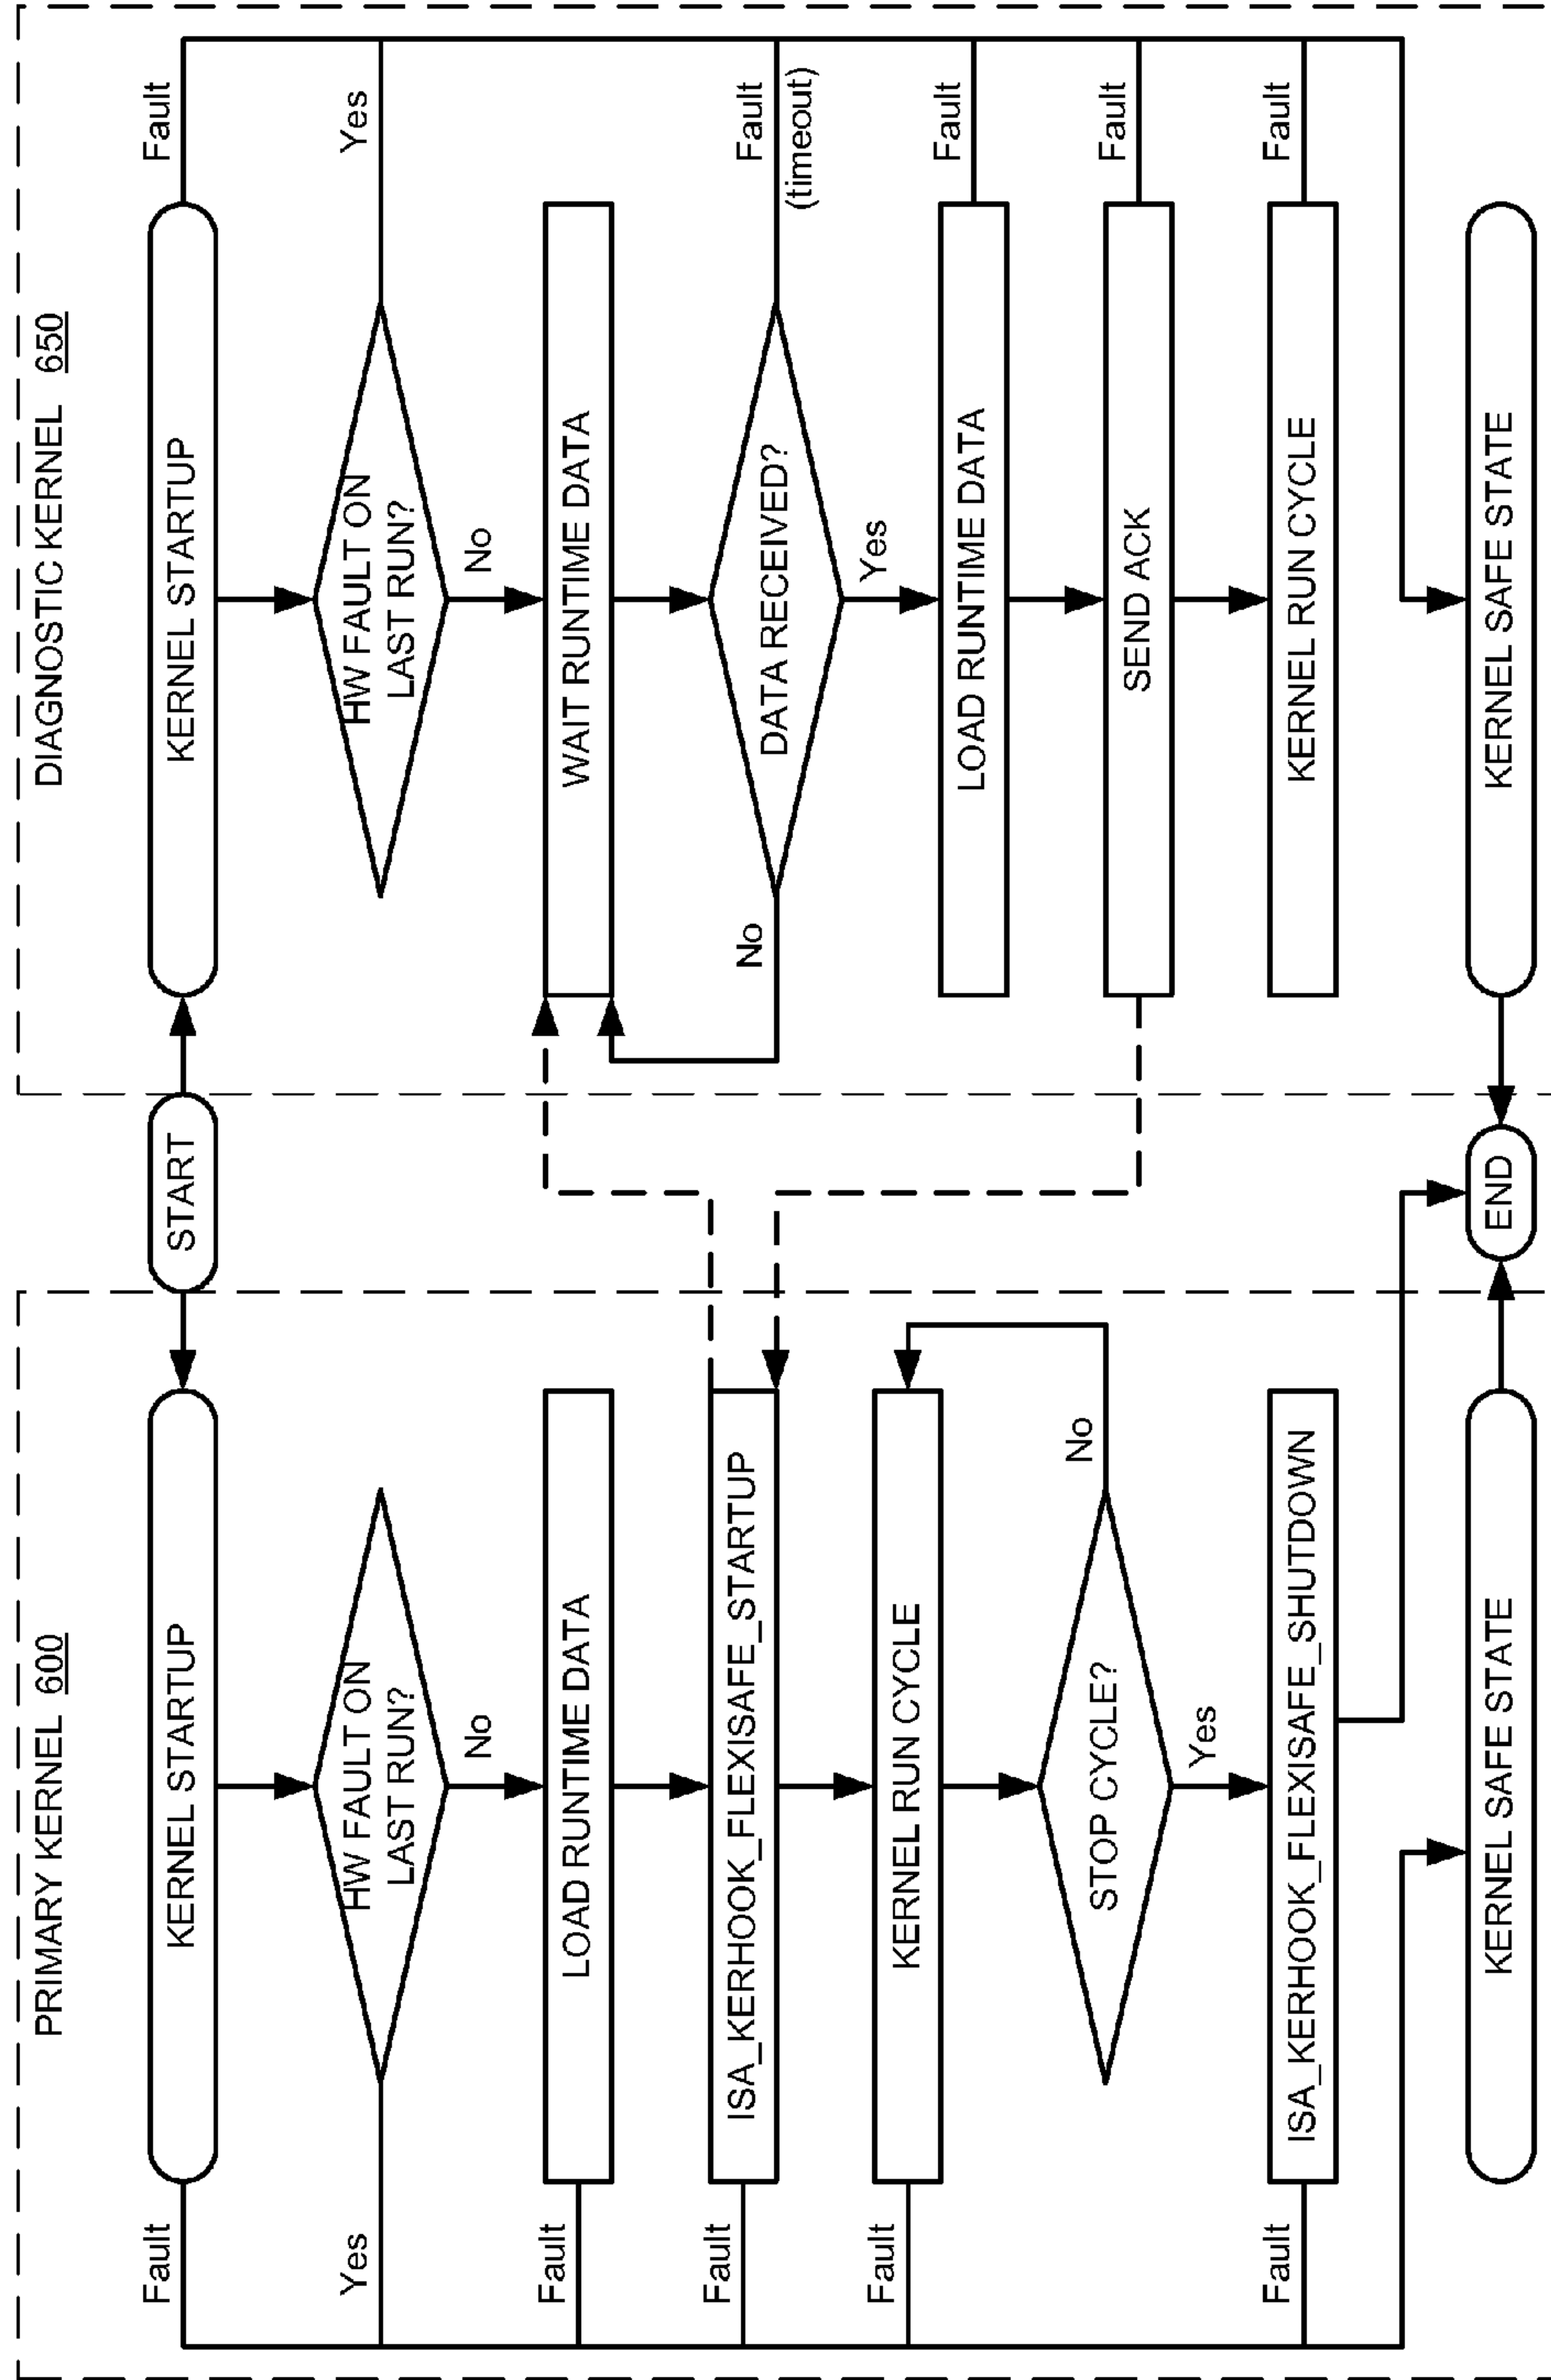 PRIMARY KERNEL 600
KERNEL STARTUP
Fault
HW FAULT ON
LAST RUN?
Yes
No
LOAD RUNTIME DATA
Fault
ISA_KERHOOK_FLEXISAFE_STARTUP
Fault
KERNEL RUN CYCLE
Fault
STOP CYCLE?
No
Yes
ISA_KERHOOK_FLEXISAFE_SHUTDOWN
Fault
KERNEL SAFE STATE
START
END
DIAGNOSTIC KERNEL 650
KERNEL STARTUP
Fault
HW FAULT ON
LAST RUN?
Yes
No
WAIT RUNTIME DATA
DATA RECEIVED?
No
Fault
(timeout)
Yes
LOAD RUNTIME DATA
Fault
SEND ACK
Fault
KERNEL RUN CYCLE
Fault
KERNEL SAFE STATE